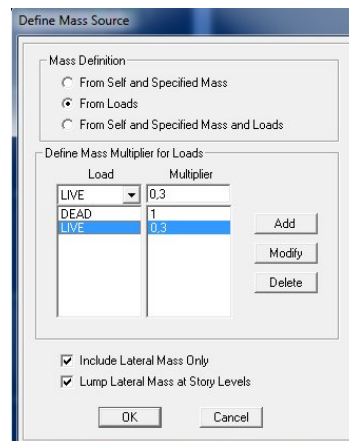 Define Mass Source
Mass Definition
From Self and Specified Mass
From Loads
From Self and Specified Mass and Loads
Define Mass Multiplier for Loads
Load Multiplier
LIVE 0,3
DEAD 1
LIVE 0,3
Add
Modify
Delete
Include Lateral Mass Only
Lump Lateral Mass at Story Levels
OK Cancel